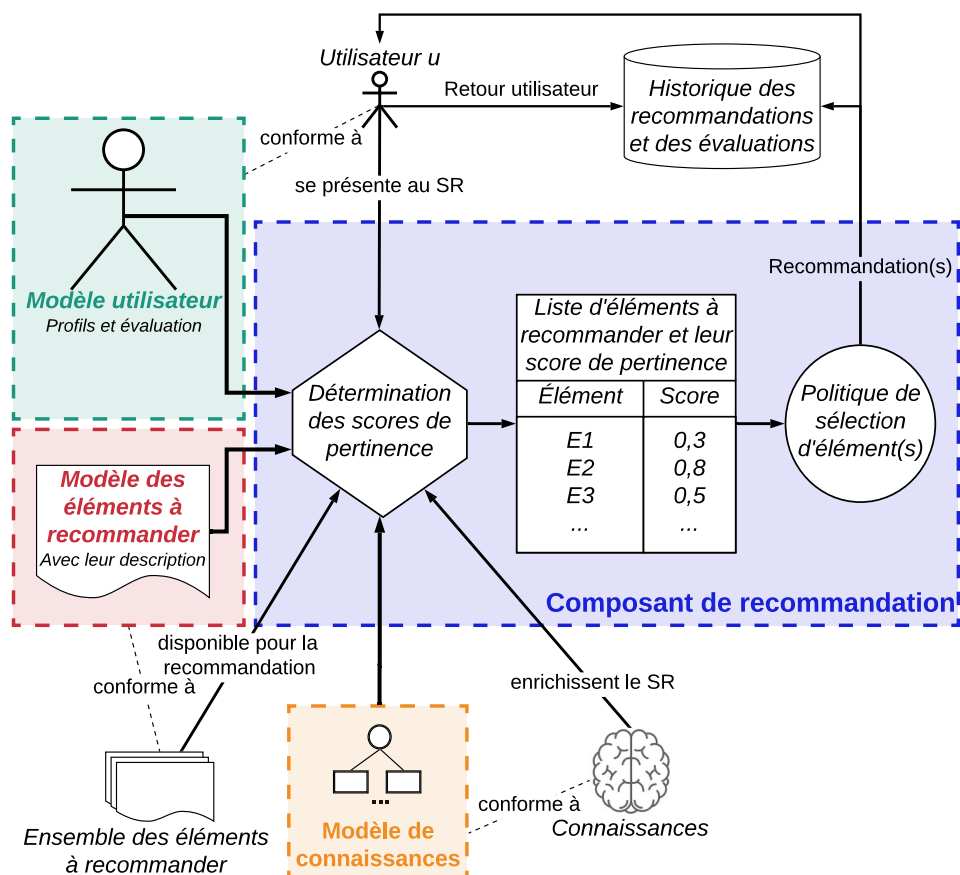 Utilisateur u
Retour utilisateur
Historique des
recommandations
et des évaluations
conforme à
se présente au SR
Recommandation(s)
Modèle utilisateur
Profils et évaluation
Liste d'éléments à
recommander et leur
score de pertinence
Élément Score
E1 0,3
E2 0,8
E3 0,5
... ...
Détermination
des scores de
pertinence
Politique de
sélection
d'élément(s)
Modèle des
éléments à
recommander
Avec leur description
Composant de recommandation
disponible pour la
recommandation
conforme à
enrichissent le SR
Ensemble des éléments
à recommander
...
Modèle de
connaissances
conforme à
Connaissances